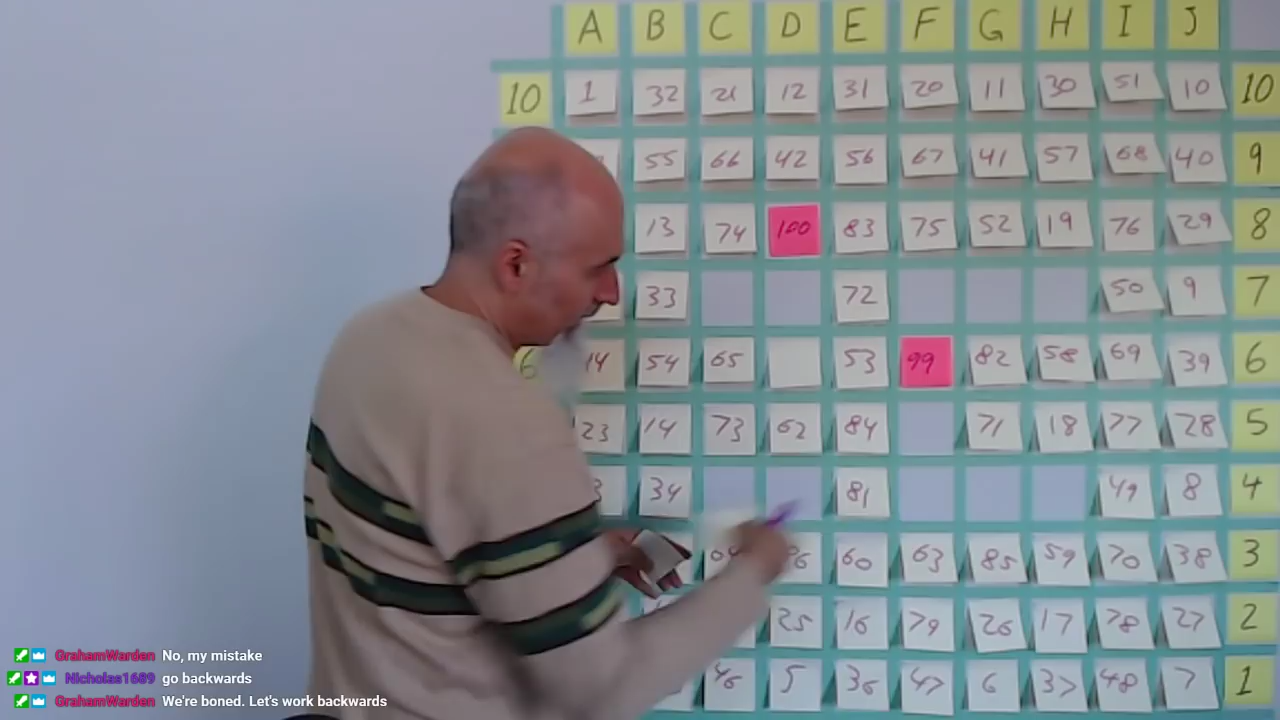 A B C D E F G H I J
10 1 32 21 12 31 20 11 30 51 10 10
55 66 42 56 67 41 57 68 40 9
13 74 100 83 75 52 19 76 29 8
33 72 50 9 7
6 44 54 65 53 99 82 58 69 39 6
23 14 73 62 84 71 18 77 28 5
3 34 81 49 8 4
60 63 85 59 70 38 3
25 16 79 26 17 78 27 2
46 5 36 47 6 37 48 7 1
GrahamWarden No, my mistake
Nicholas1689 go backwards
GrahamWarden We're boned. Let's work backwards